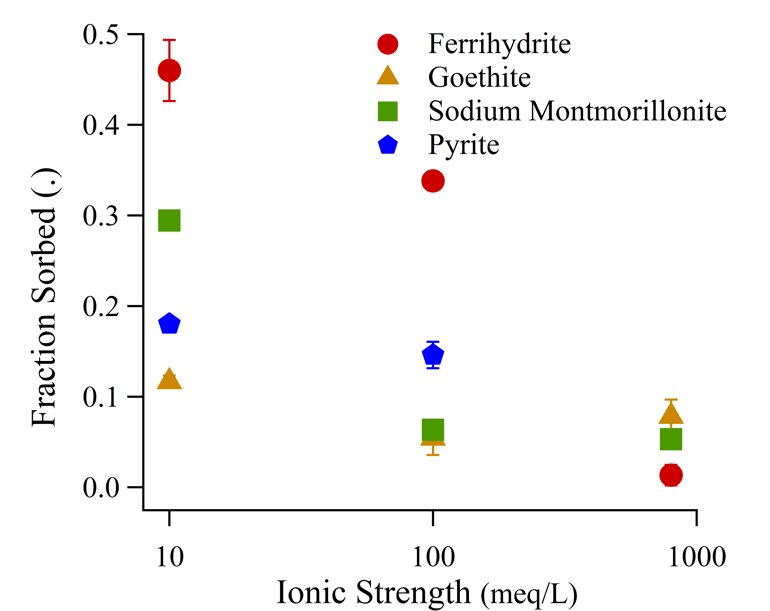 0.5
0.4
0.3
0.2
0.1
0.0
Fraction Sorbed (.)
Ferrihydrite
Goethite
Sodium Montmorillonite
Pyrite
10
100
1000
Ionic Strength (meq/L)